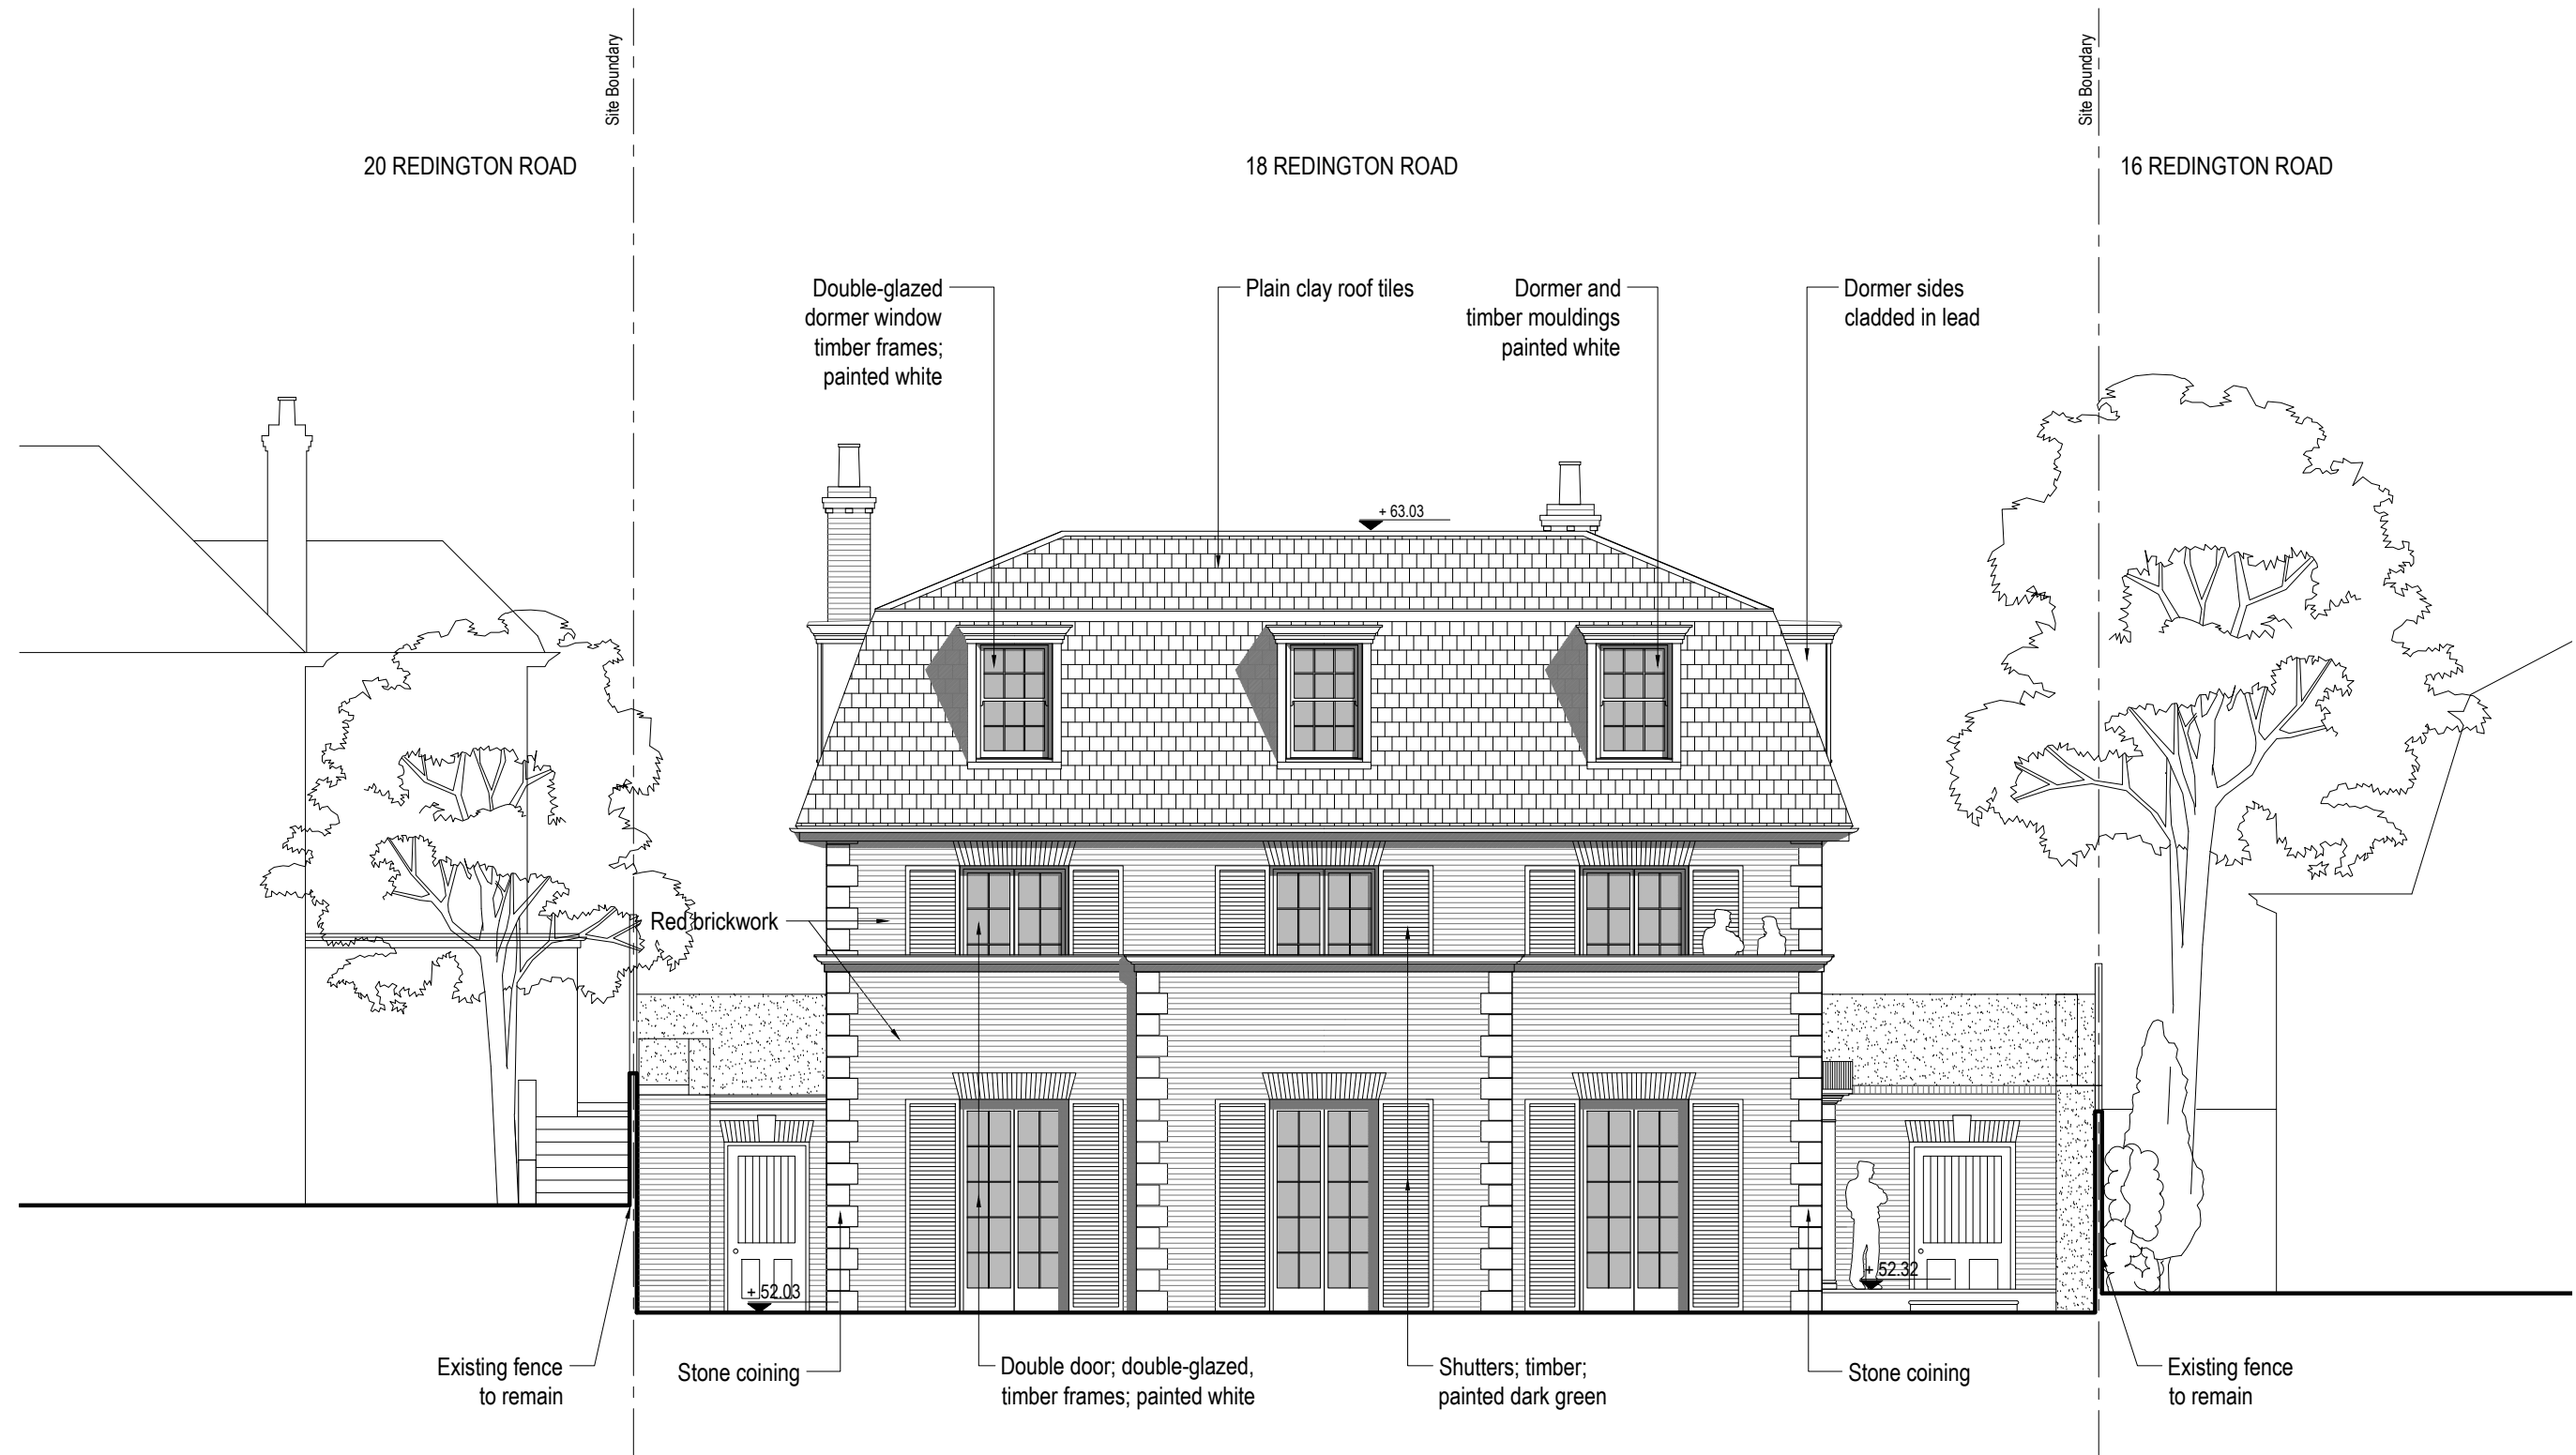 Site Boundary
Site Boundary
20 REDINGTON ROAD
18 REDINGTON ROAD
16 REDINGTON ROAD
Double-glazed
dormer window
timber frames;
painted white
Plain clay roof tiles
Dormer and
timber mouldings
painted white
Dormer sides
cladded in lead
+ 63.03
Red brickwork
+ 52.03
+ 52.32
Existing fence
to remain
Stone coining
Double door; double-glazed,
timber frames; painted white
Shutters; timber;
painted dark green
Stone coining
Existing fence
to remain